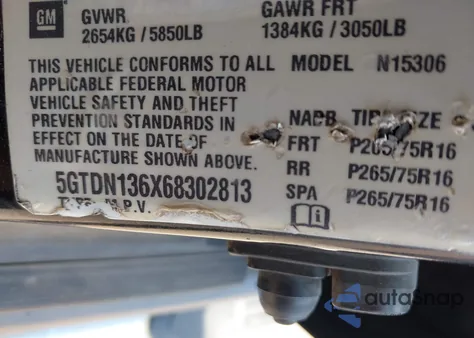 GM
GVWR
2654KG / 5850LB
GAWR FRT
1384KG / 3050LB
THIS VEHICLE CONFORMS TO ALL
APPLICABLE FEDERAL MOTOR
VEHICLE SAFETY AND THEFT
PREVENTION STANDARDS IN
EFFECT ON THE DATE OF
MANUFACTURE SHOWN ABOVE.
5GTDN136X68302813
M.P.V.
MODEL N15306
FRT P265/75R16
RR P265/75R16
SPA P265/75R16
autoSnap